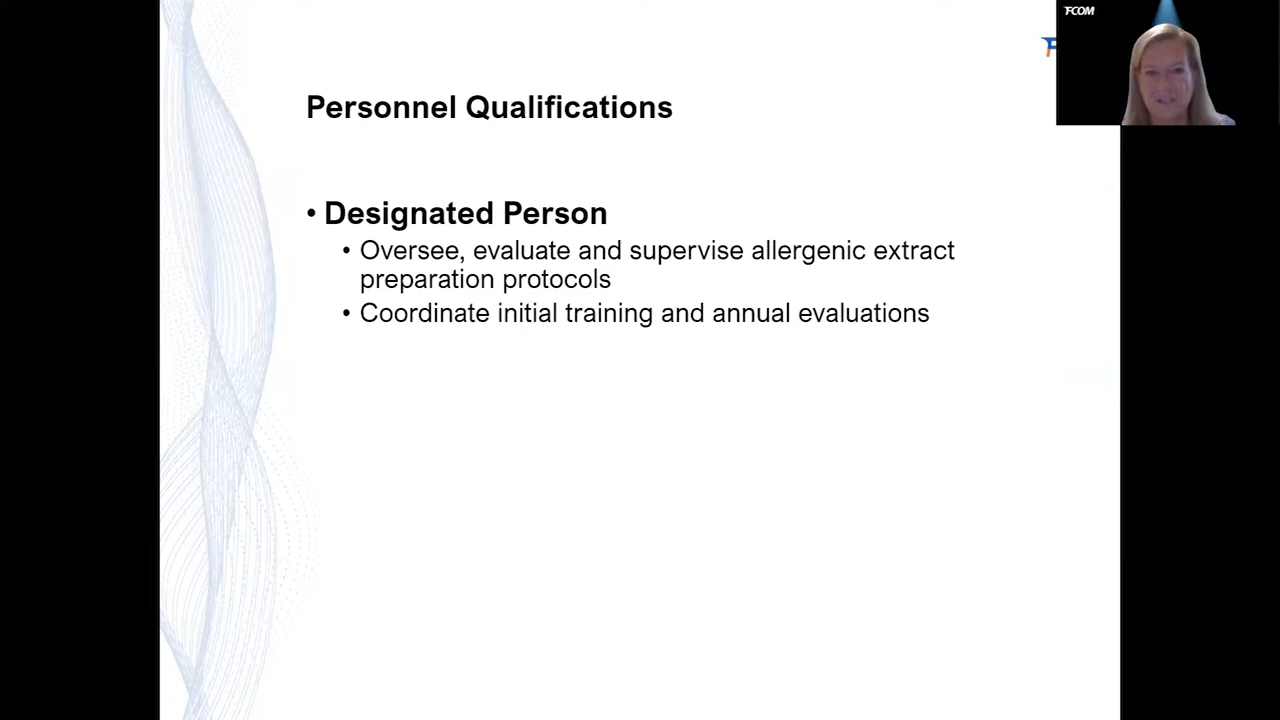 FCOM
Personnel Qualifications
• Designated Person
• Oversee, evaluate and supervise allergenic extract
preparation protocols
• Coordinate initial training and annual evaluations